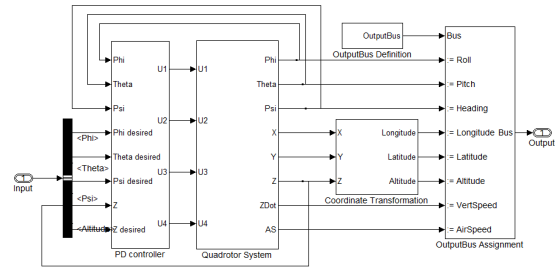 Phi
Theta
Psi
Phi desired
Theta desired
Psi desired
Z
Z desired
U1
U2
U3
U4
PD controller
<Phi>
<Theta>
<Psi>
<Altitude>
1
Input
U1
U2
U3
U4
Phi
Theta
Psi
X
Y
Z
ZDot
AS
Quadrotor System
OutputBus
OutputBus Definition
X
Y
Z
Longitude
Latitude
Altitude
Coordinate Transformation
Bus
:= Roll
:= Pitch
:= Heading
:= Longitude Bus
:= Latitude
:= Altitude
:= VertSpeed
:= AirSpeed
OutputBus Assignment
1
Output